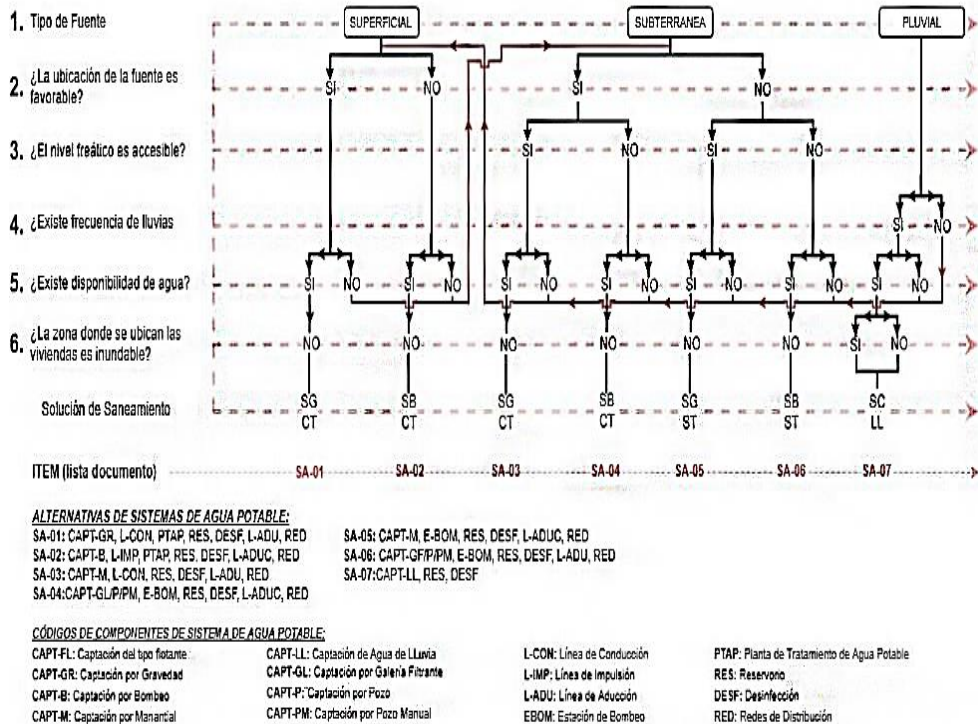 1. Tipo de Fuente SUPERFICIAL SUBTERRANEA PLUVIAL
2. ¿La ubicación de la fuente es favorable? SI NO SI NO
3. ¿El nivel freático es accesible? SI NO SI NO
4. ¿Existe frecuencia de lluvias SI NO
5. ¿Existe disponibilidad de agua? SI NO SI NO SI NO SI NO SI NO SI NO SI NO
6. ¿La zona donde se ubican las viviendas es inundable? NO NO NO NO NO NO SI NO
Solución de Saneamiento SG SB SG SB SG SB SC
CT CT CT CT ST ST LL
ITEM (lista documento) SA-01 SA-02 SA-03 SA-04 SA-05 SA-06 SA-07
ALTERNATIVAS DE SISTEMAS DE AGUA POTABLE:
SA-01: CAPT-GR, L-CON, PTAP, RES, DESF, L-ADU, RED
SA-02: CAPT-B, L-IMP, PTAP, RES, DESF, L-ADUC, RED
SA-03: CAPT-M, L-CON, RES, DESF, L-ADU, RED
SA-04:CAPT-GL/P/PM, E-BOM, RES, DESF, L-ADUC, RED
SA-05: CAPT-M, E-BOM, RES, DESF, L-ADUC, RED
SA-06: CAPT-GF/P/PM, E-BOM, RES, DESF, L-ADU, RED
SA-07:CAPT-LL, RES, DESF
CÓDIGOS DE COMPONENTES DE SISTEMA DE AGUA POTABLE:
CAPT-FL: Captación del tipo flotante
CAPT-GR: Captación por Gravedad
CAPT-B: Captación por Bombeo
CAPT-M: Captación por Manantial
CAPT-LL: Captación de Agua de LLuvia
CAPT-GL: Captación por Galería Filtrante
CAPT-P: Captación por Pozo
CAPT-PM: Captación por Pozo Manual
L-CON: Línea de Conducción
L-IMP: Línea de Impulsión
L-ADU: Línea de Aducción
EBOM: Estación de Bombeo
PTAP: Planta de Tratamiento de Agua Potable
RES: Reservorio
DESF: Desinfección
RED: Redes de Distribución